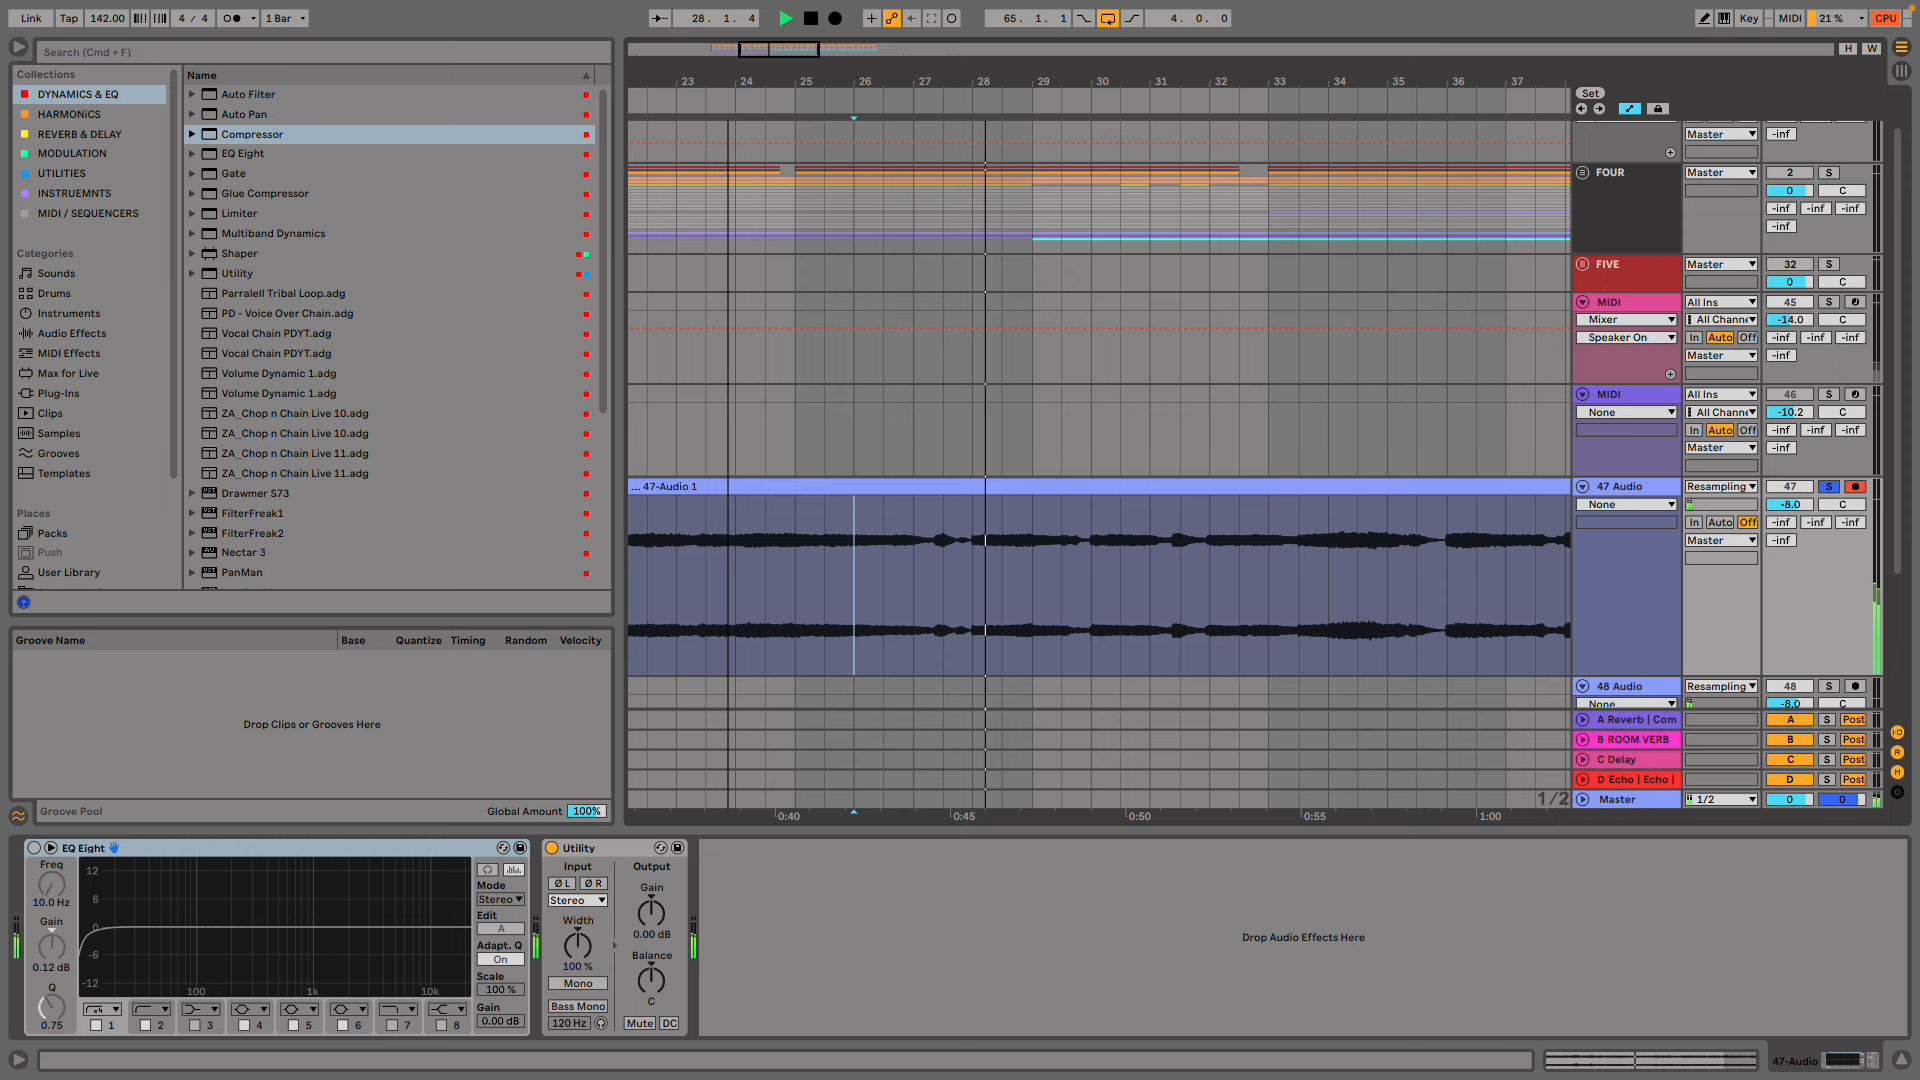 Link Tap 142.00 4 / 4 1 Bar 28. 1. 4 65. 1. 1 4. 0. 0 Key MIDI 21 % CPU
Search (Cmd + F)
H W
Collections
DYNAMICS & EQ
HARMONiCS
REVERB & DELAY
MODULATION
UTILITIES
INSTRUEMNTS
MIDI / SEQUENCERS
Categories
Sounds
Drums
Instruments
Audio Effects
MIDI Effects
Max for Live
Plug-Ins
Clips
Samples
Grooves
Templates
Places
Packs
Push
User Library
Name
Auto Filter
Auto Pan
Compressor
EQ Eight
Gate
Glue Compressor
Limiter
Multiband Dynamics
Shaper
Utility
Parralell Tribal Loop.adg
PD - Voice Over Chain.adg
Vocal Chain PDYT.adg
Vocal Chain PDYT.adg
Volume Dynamic 1.adg
Volume Dynamic 1.adg
ZA_Chop n Chain Live 10.adg
ZA_Chop n Chain Live 10.adg
ZA_Chop n Chain Live 11.adg
ZA_Chop n Chain Live 11.adg
Drawmer S73
FilterFreak1
FilterFreak2
Nectar 3
PanMan
Groove Name Base Quantize Timing Random Velocity
Drop Clips or Grooves Here
Groove Pool Global Amount 100%
23 24 25 26 27 28 29 30 31 32 33 34 35 36 37
Set
Master -inf
FOUR Master 2 S
0 C
-inf -inf -inf
-inf
FIVE Master 32 S
0 C
MIDI All Ins 45 S
Mixer All Channe -14.0 C
Speaker On In Auto Off -inf -inf -inf
Master -inf
MIDI All Ins 46 S
None All Channe -10.2 C
In Auto Off -inf -inf -inf
Master -inf
... 47-Audio 1
47 Audio Resampling 47 S
None -8.0 C
In Auto Off -inf -inf -inf
Master -inf
48 Audio Resampling 48 S
None -8.0 C
A Reverb | Com A S Post
B ROOM VERB B S Post
C Delay C S Post
D Echo | Echo | D S Post
1/2 Master 1/2 0 0
0:40 0:45 0:50 0:55 1:00
I·O
R
M
D
EQ Eight
Freq
10.0 Hz
Gain
0.12 dB
Q
0.75
12
6
0
-6
-12
100 1k 10k
x4
1 2 3 4 5 6 7 8
Mode
Stereo
Edit
A
Adapt. Q
On
Scale
100 %
Gain
0.00 dB
Utility
Input
Ø L Ø R
Stereo
Width
100 %
Mono
Bass Mono
120 Hz
Output
Gain
0.00 dB
Balance
C
Mute DC
Drop Audio Effects Here
47-Audio